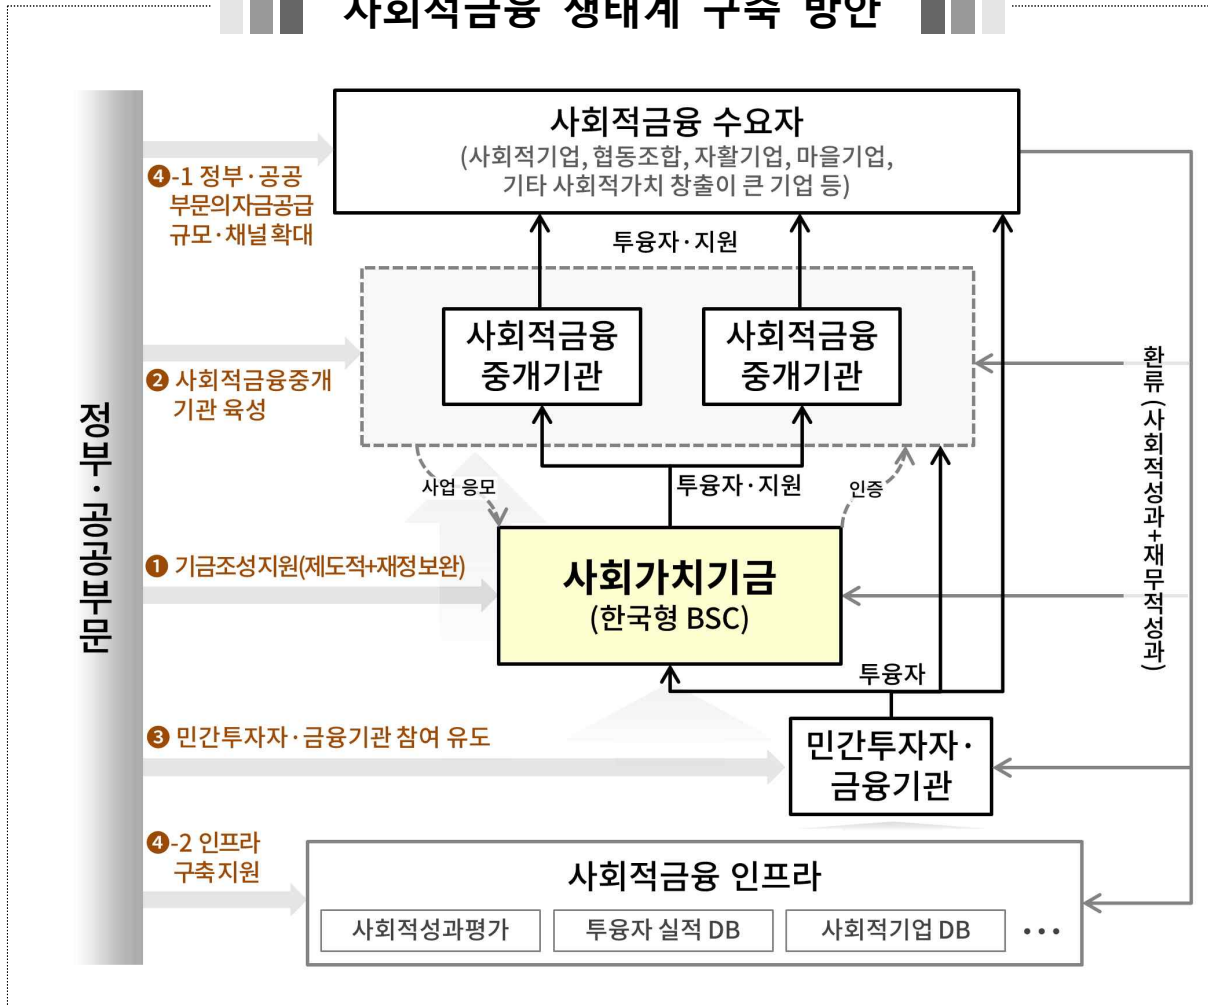 사회적금융 생태계 구축 방안
사회적금융 수요자
(사회적기업, 협동조합, 자활기업, 마을기업,
기타 사회적가치 창출이 큰 기업 등)
❹-1 정부·공공
부문의자금공급
규모·채널 확대
투융자·지원
사회적금융
중개기관
사회적금융
중개기관
❷ 사회적금융중개
기관 육성
환류(사회적성과+재무적성과)
정부·공공부문
사업 응모
투융자·지원
인증
❶ 기금조성지원(제도적+재정보완)
사회가치기금
(한국형 BSC)
투융자
❸ 민간투자자·금융기관 참여 유도
민간투자자·
금융기관
❹-2 인프라
구축지원
사회적금융 인프라
사회적성과평가
투융자 실적 DB
사회적기업 DB
•••